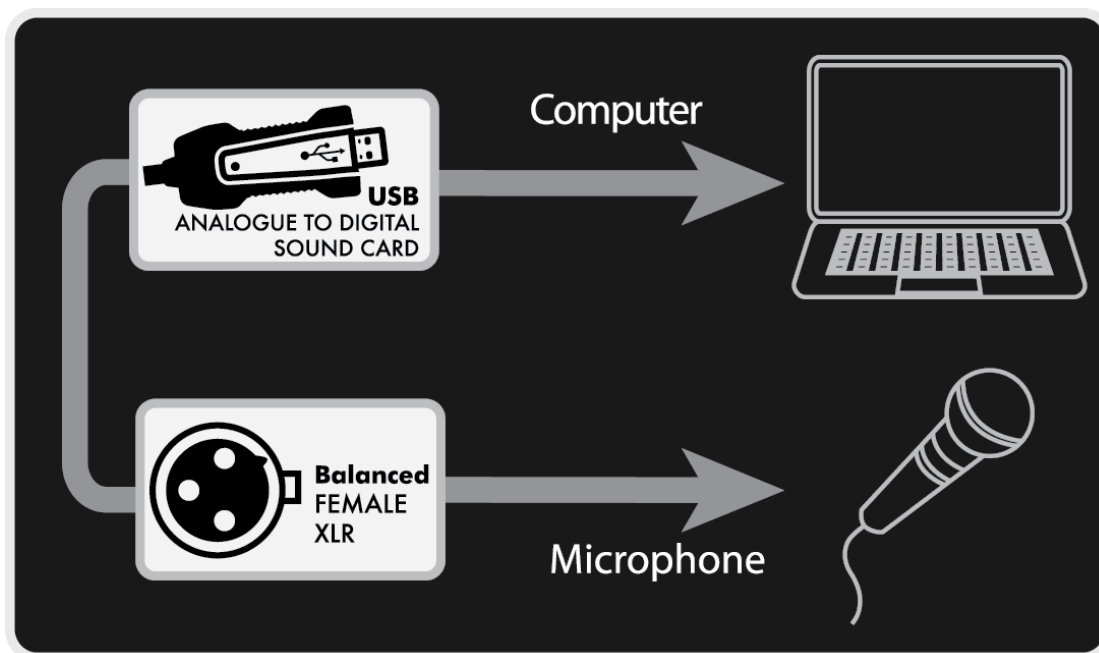 Computer
USB
ANALOGUE TO DIGITAL
SOUND CARD
Balanced
FEMALE
XLR
Microphone